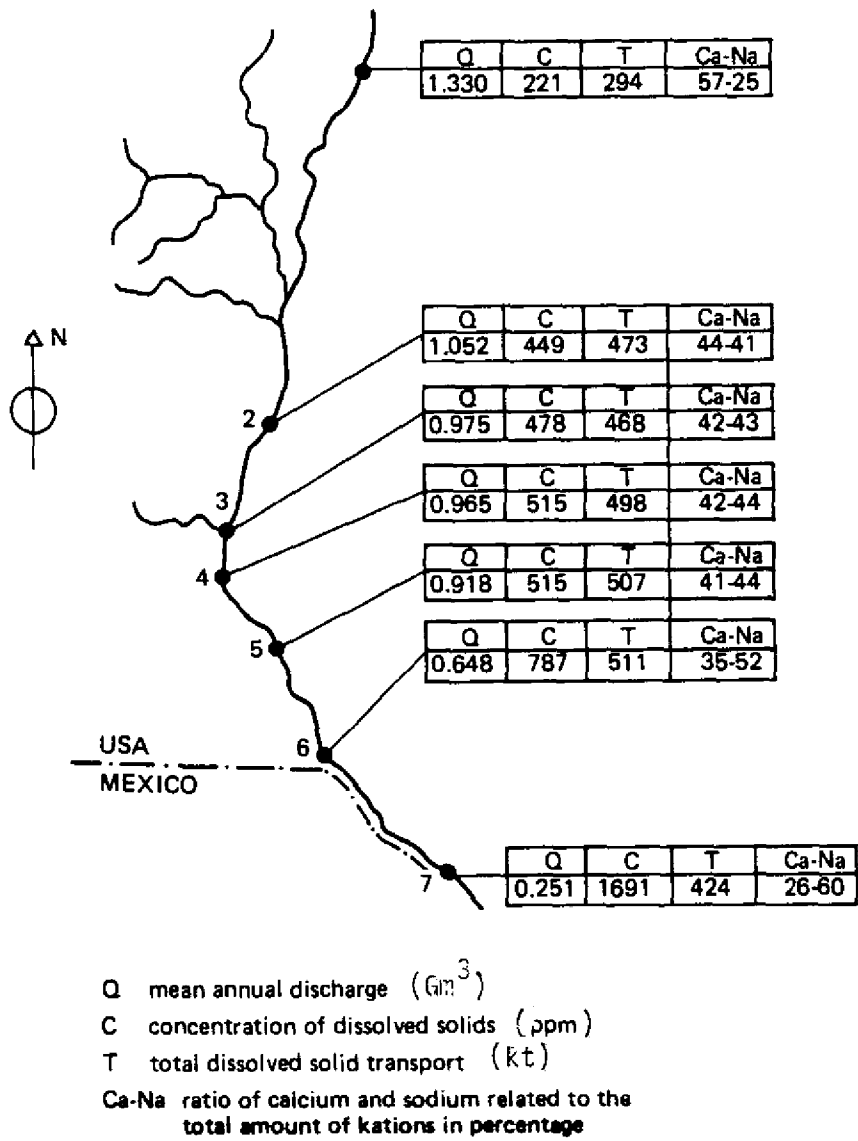 Q C T Ca-Na
1.330 221 294 57-25
N
Q C T Ca-Na
1.052 449 473 44-41
2
Q C T Ca-Na
0.975 478 468 42-43
3
Q C T Ca-Na
0.965 515 498 42-44
4
Q C T Ca-Na
0.918 515 507 41-44
5
Q C T Ca-Na
0.648 787 511 35-52
6
USA
MEXICO
7
Q C T Ca-Na
0.251 1691 424 26-60
Q mean annual discharge (Gm³)
C concentration of dissolved solids (ppm)
T total dissolved solid transport (kt)
Ca-Na ratio of calcium and sodium related to the
total amount of kations in percentage